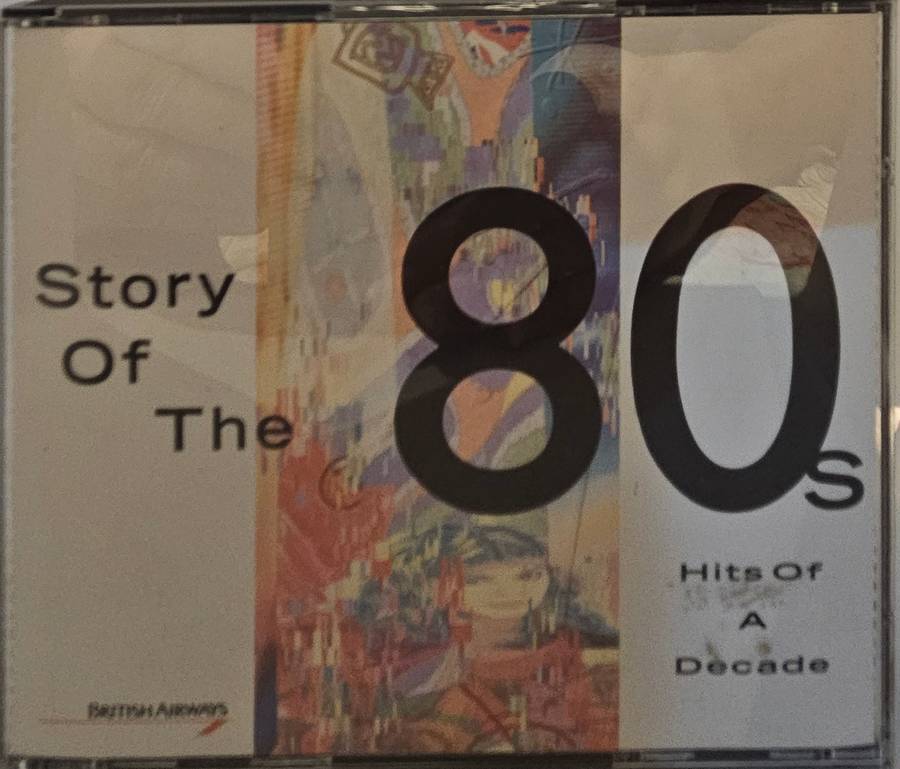 Story
Of
The
80s
Hits Of
A
Decade
BRITISH AIRWAYS